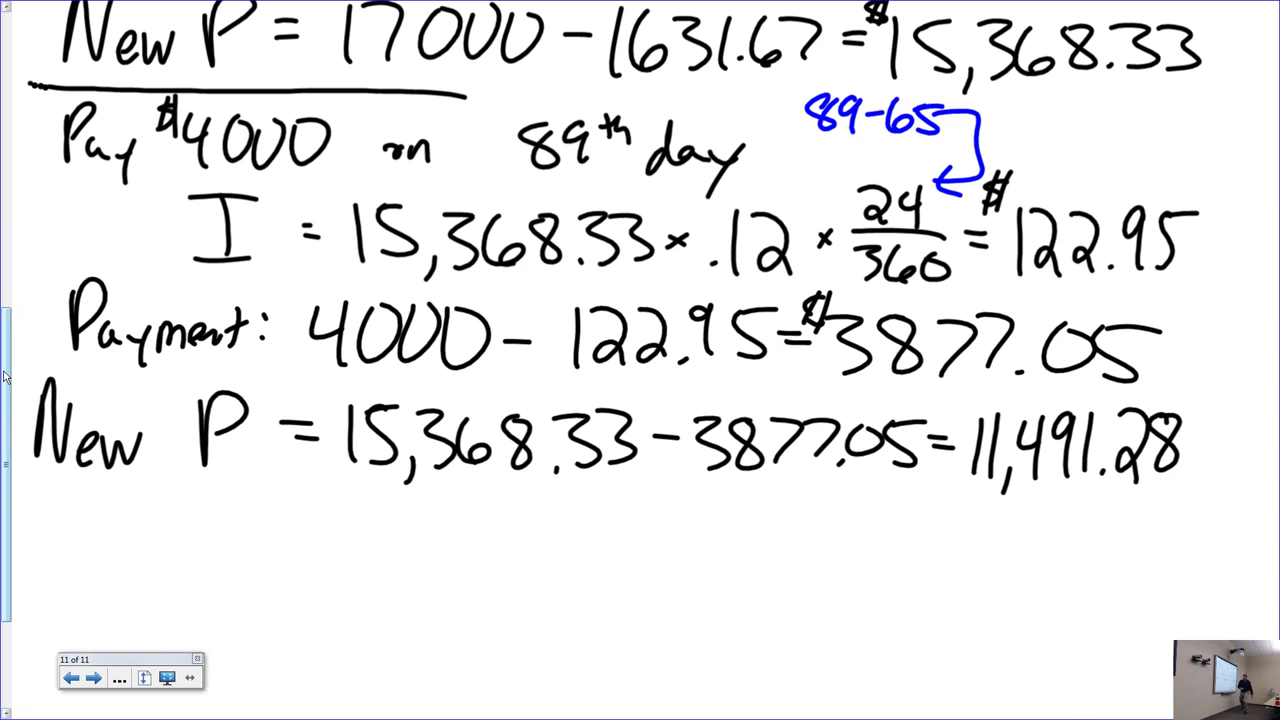 New P = 17000 - 1631.67 = $15,368.33
Pay $4000 on 89th day 89-65
I = 15,368.33 × .12 × 24/360 = $122.95
Payment: 4000 - 122.95 = $3877.05
New P = 15,368.33 - 3877.05 = 11,491.28
11 of 11